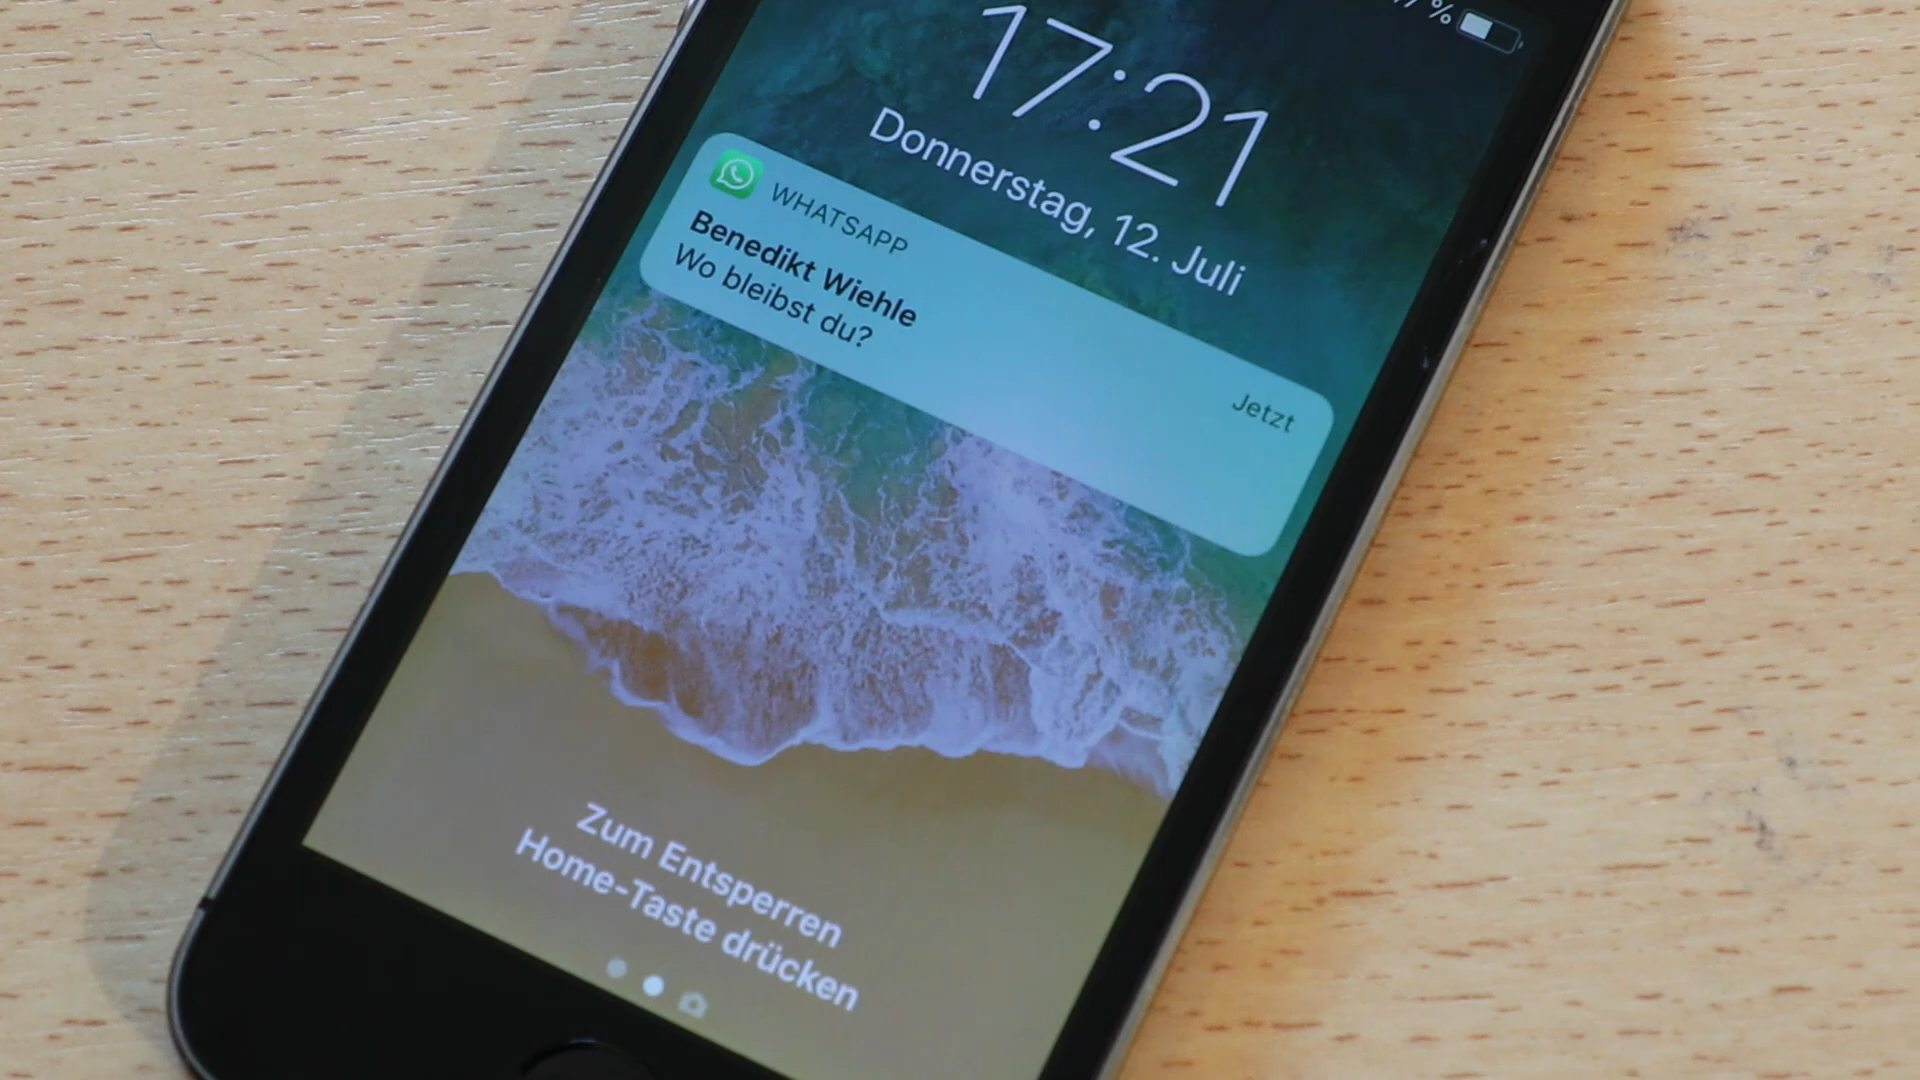 17:21
Donnerstag, 12. Juli
WHATSAPP
Jetzt
Benedikt Wiehle
Wo bleibst du?
Zum Entsperren
Home-Taste drücken